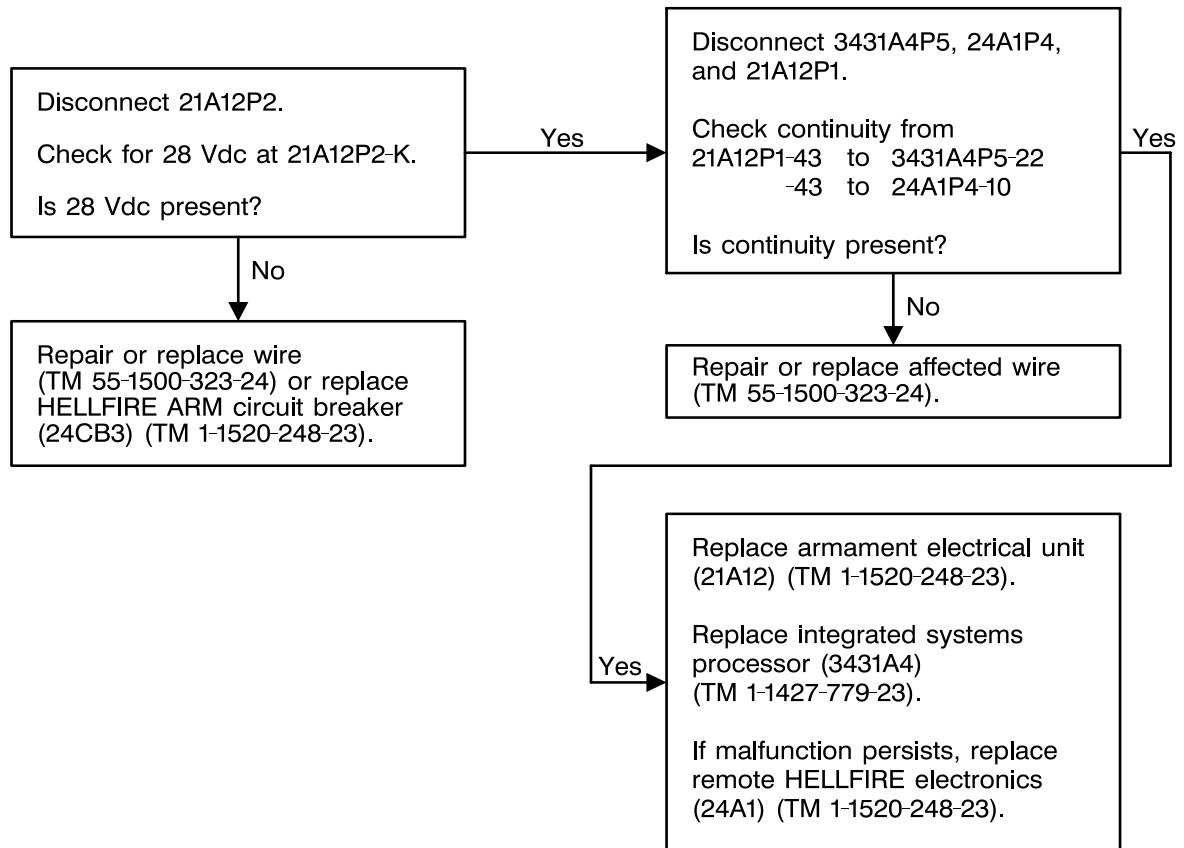 Disconnect 21A12P2.
Check for 28 Vdc at 21A12P2-K.
Is 28 Vdc present?
Yes
Disconnect 3431A4P5, 24A1P4,
and 21A12P1.
Check continuity from
21A12P1-43 to 3431A4P5-22
-43 to 24A1P4-10
Is continuity present?
Yes
No
Repair or replace wire
(TM 55-1500-323-24) or replace
HELLFIRE ARM circuit breaker
(24CB3) (TM 1-1520-248-23).
No
Repair or replace affected wire
(TM 55-1500-323-24).
Yes
Replace armament electrical unit
(21A12) (TM 1-1520-248-23).
Replace integrated systems
processor (3431A4)
(TM 1-1427-779-23).
If malfunction persists, replace
remote HELLFIRE electronics
(24A1) (TM 1-1520-248-23).